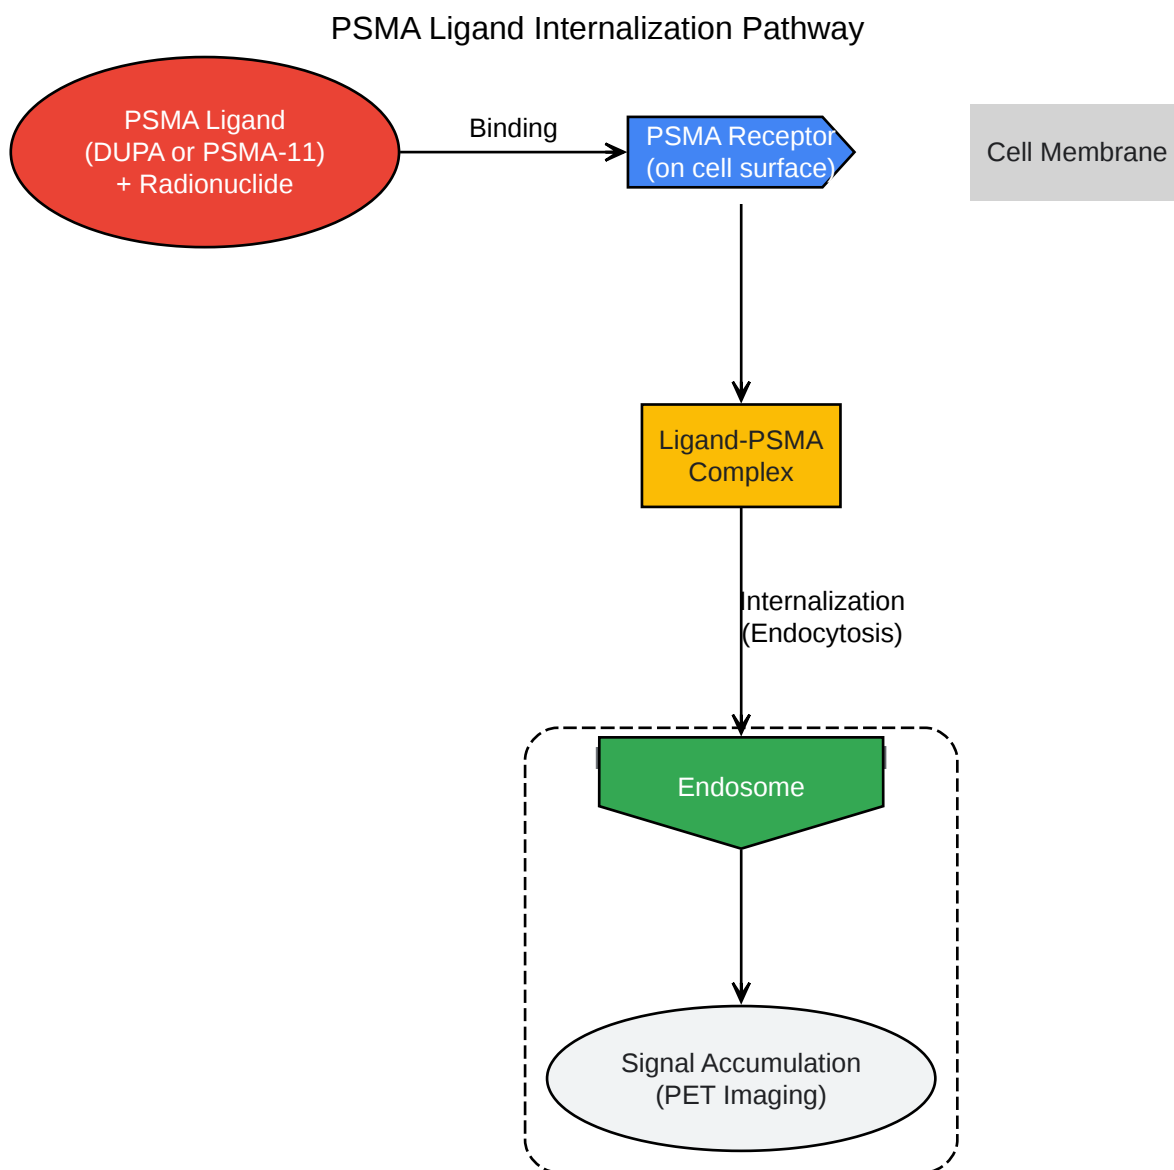 PSMA Ligand Internalization Pathway
PSMA Ligand
(DUPA or PSMA-11)
+ Radionuclide
Binding
PSMA Receptor
(on cell surface)
Cell Membrane
Ligand-PSMA
Complex
Internalization
(Endocytosis)
Endosome
Signal Accumulation
(PET Imaging)